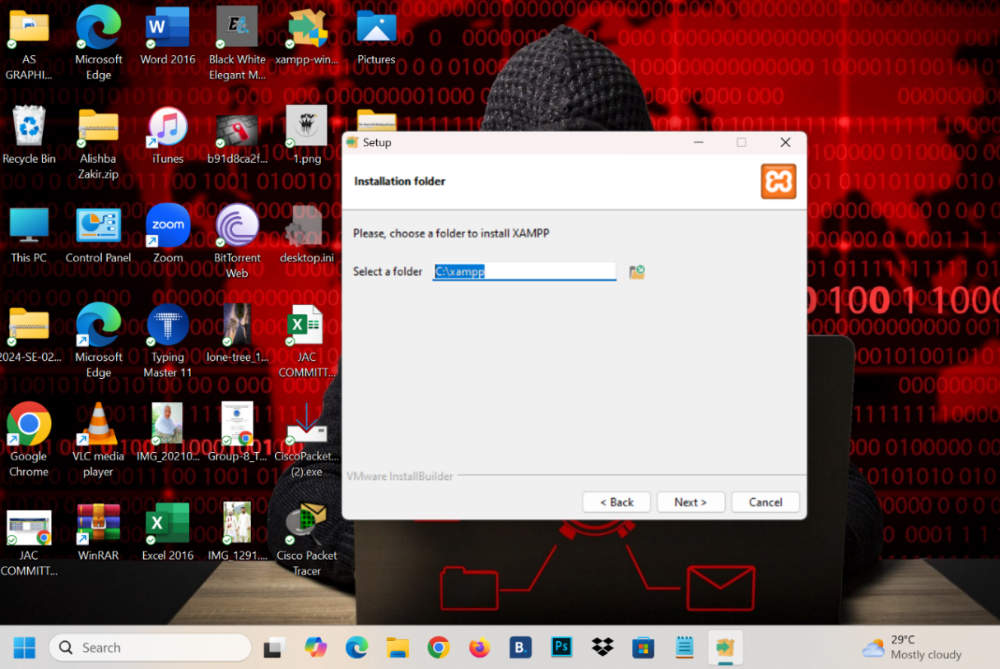 AS
GRAPHI...
Microsoft
Edge
Word 2016
Black White
Elegant M...
xampp-win...
Pictures
Recycle Bin
Alishba
Zakir.zip
iTunes
b91d8ca2f...
1.png
This PC
Control Panel
zoom
Zoom
BitTorrent
Web
desktop.ini
2024-SE-02...
Microsoft
Edge
Typing
Master 11
lone-tree_1...
JAC
COMMITT...
Google
Chrome
VLC media
player
IMG_20210...
Group-8_T...
CiscoPacket...
(2).exe
JAC
COMMITT...
WinRAR
Excel 2016
IMG_1291....
Cisco Packet
Tracer
Setup
Installation folder
Please, choose a folder to install XAMPP
Select a folder
C:\xampp
VMware InstallBuilder
< Back
Next >
Cancel
Search
B.
Ps
29°C
Mostly cloudy